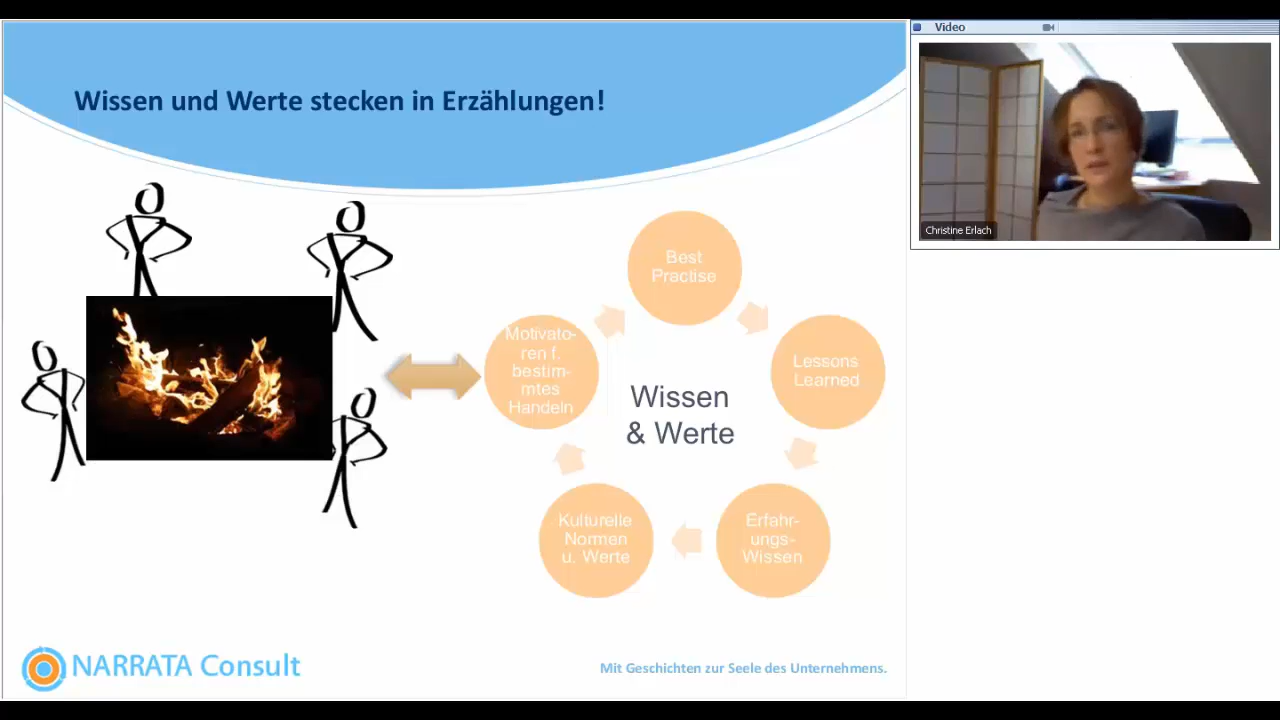 Wissen und Werte stecken in Erzählungen!
Best
Practise
Lessons
Learned
Erfahr-
ungs-
Wissen
Kulturelle
Normen
u. Werte
Motivato-
ren f.
bestim-
mtes
Handeln
Wissen
& Werte
NARRATA Consult
Mit Geschichten zur Seele des Unternehmens.
Video
Christine Erlach